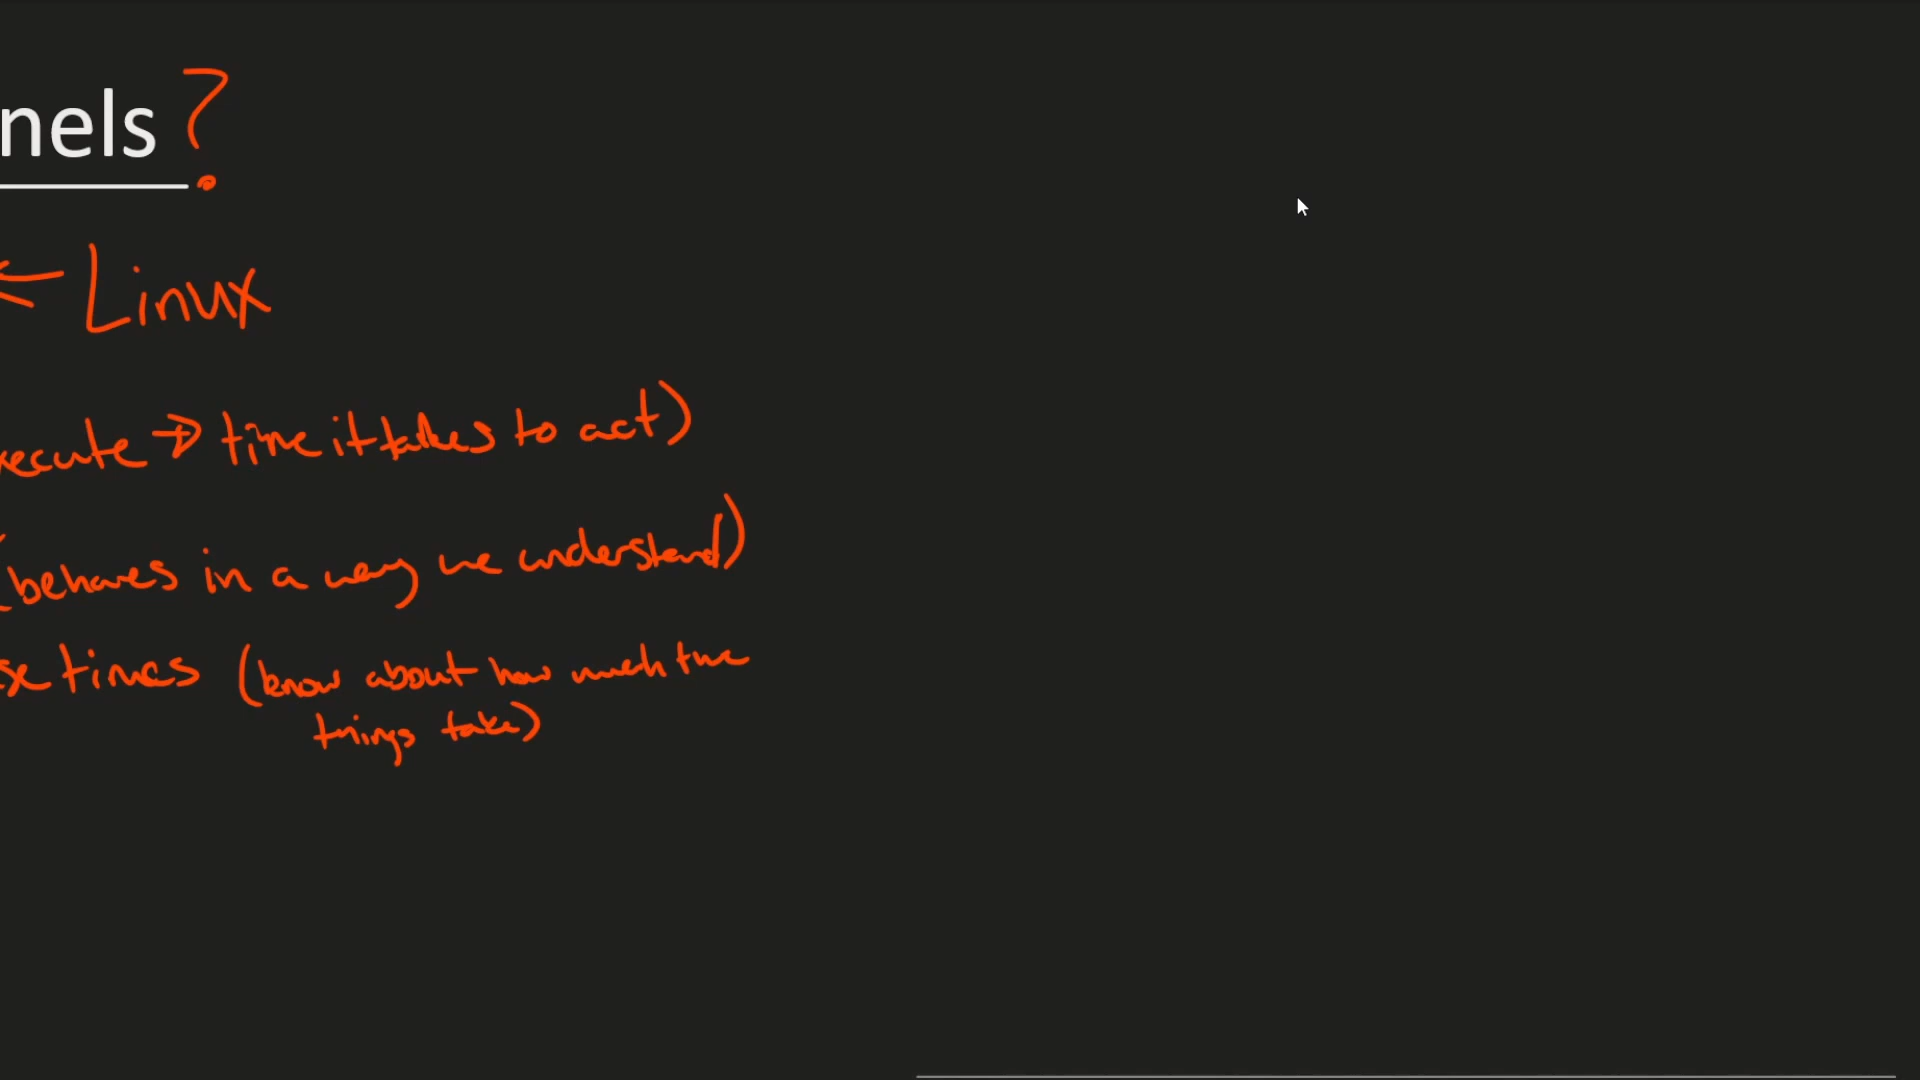 nels ?
← Linux
xecute → time it takes to act)
(behaves in a way we understand)
se times (know about how much time
things take)